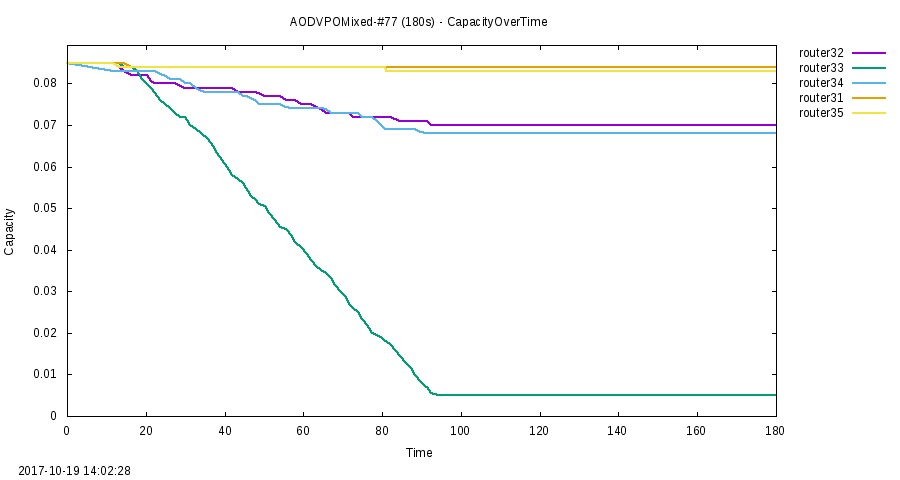 AODVPOMixed-#77 (180s) - CapacityOverTime
router32
router33
router34
router31
router35
0.08
0.07
0.06
0.05
0.04
0.03
0.02
0.01
0
Capacity
0 20 40 60 80 100 120 140 160 180
Time
2017-10-19 14:02:28